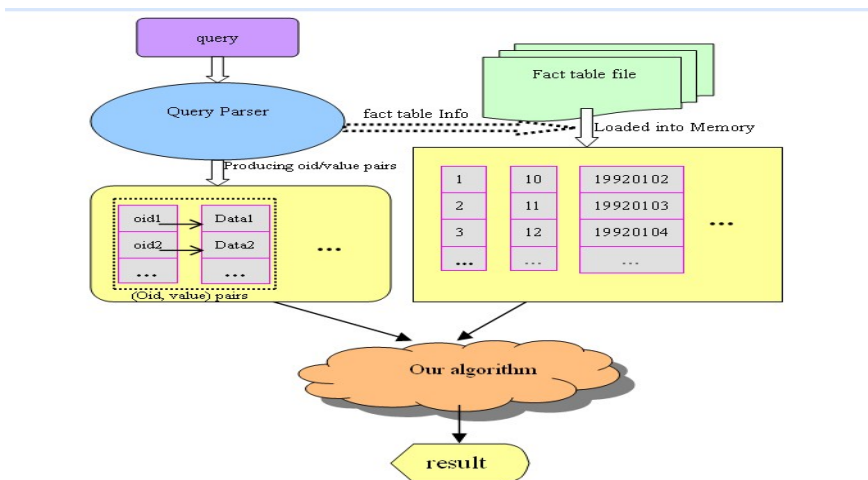 query
Fact table file
Query Parser
fact table Info
Loaded into Memory
Producing oid/value pairs
1 10 19920102
oid1 Data1
2 11 19920103
...
oid2 Data2
...
3 12 19920104
... ...
... ... ...
(Oid, value) pairs
Our algorithm
result